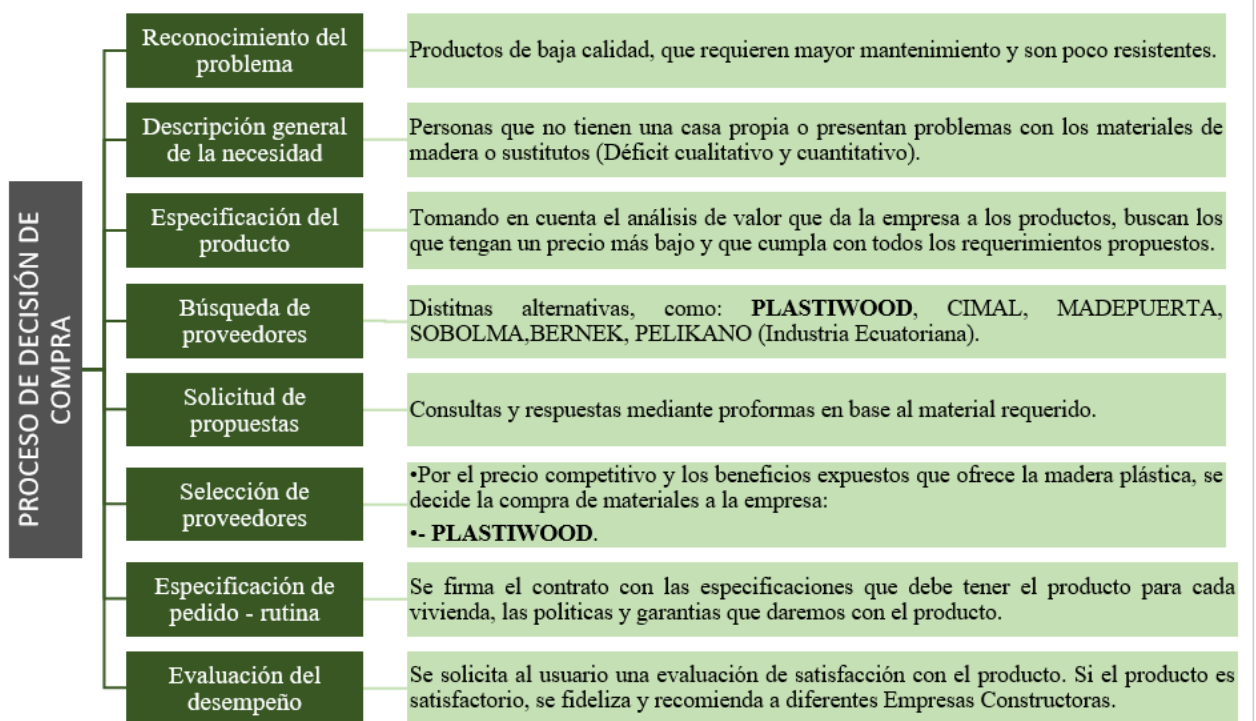 PROCESO DE DECISIÓN DE
COMPRA
Reconocimiento del
problema
Productos de baja calidad, que requieren mayor mantenimiento y son poco resistentes.
Descripción general
de la necesidad
Personas que no tienen una casa propia o presentan problemas con los materiales de
madera o sustitutos (Déficit cualitativo y cuantitativo).
Especificación del
producto
Tomando en cuenta el análisis de valor que da la empresa a los productos, buscan los
que tengan un precio más bajo y que cumpla con todos los requerimientos propuestos.
Búsqueda de
proveedores
Distitnas alternativas, como: PLASTIWOOD, CIMAL, MADEPUERTA,
SOBOLMA,BERNEK, PELIKANO (Industria Ecuatoriana).
Solicitud de
propuestas
Consultas y respuestas mediante proformas en base al material requerido.
Selección de
proveedores
•Por el precio competitivo y los beneficios expuestos que ofrece la madera plástica, se
decide la compra de materiales a la empresa:
•- PLASTIWOOD.
Especificación de
pedido - rutina
Se firma el contrato con las especificaciones que debe tener el producto para cada
vivienda, las politicas y garantias que daremos con el producto.
Evaluación del
desempeño
Se solicita al usuario una evaluación de satisfacción con el producto. Si el producto es
satisfactorio, se fideliza y recomienda a diferentes Empresas Constructoras.